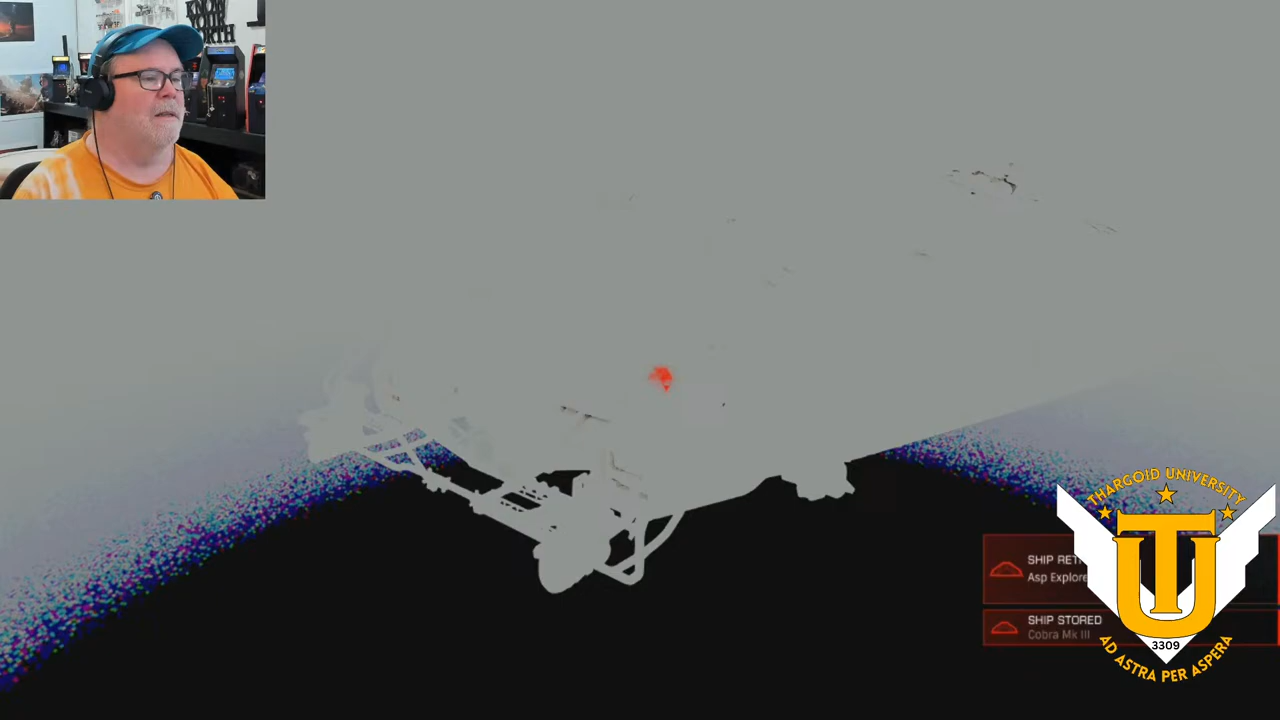 KNOW
YOUR
WORTH
THARGOID UNIVERSITY
SHIP RET
Asp Explore
SHIP STORED
Cobra Mk III
TU
3309
AD ASTRA PER ASPERA